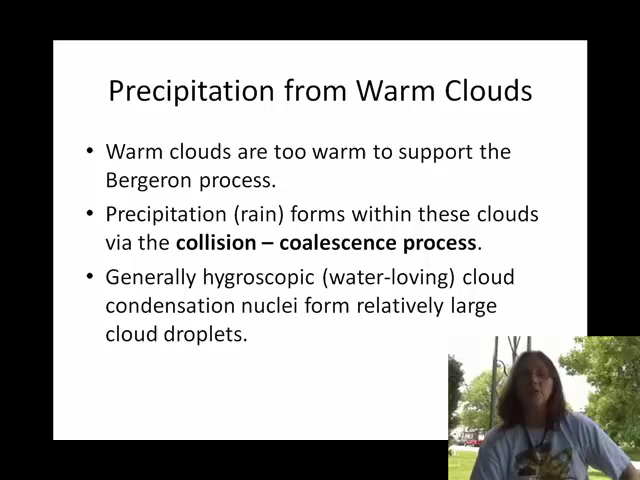 Precipitation from Warm Clouds
• Warm clouds are too warm to support the
Bergeron process.
• Precipitation (rain) forms within these clouds
via the collision – coalescence process.
• Generally hygroscopic (water-loving) cloud
condensation nuclei form relatively large
cloud droplets.